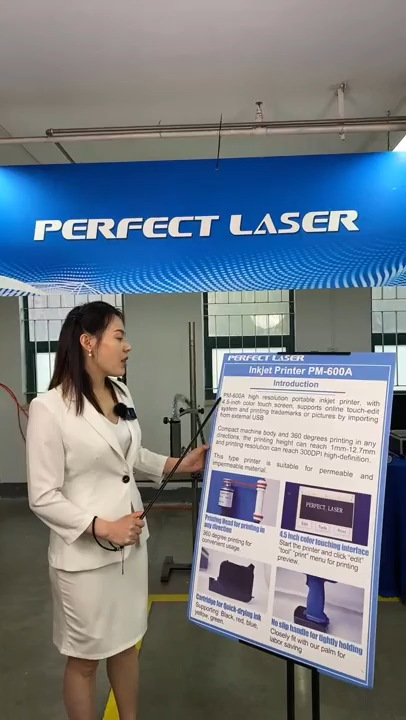 PERFECT LASER
PERFECT LASER
Inkjet Printer PM-600A
Introduction
PM-600A high resolution portable inkjet printer, with
4.5-inch color touch screen, supports online touch-edit
system and printing trademarks or pictures by importing
from external USB.
Compact machine body and 360 degrees printing in any
directions, the printing height can reach 1mm-12.7mm
and printing resolution can reach 300DPI high-definition.
This type printer is suitable for permeable and
impermeable material.
Printing Head for printing in
any direction
360 degree printing for
convenient usage.
PERFECT LASER
Edit Tools Print
4.5 inch color touching interface
Start the printer and click "edit"
"tool" "print" menu for printing
preview.
Cartridge for Quick-drying ink
Supporting: Black, red, blue,
yellow, green.
No slip handle for tightly holding
Closely fit with our palm for
labor saving